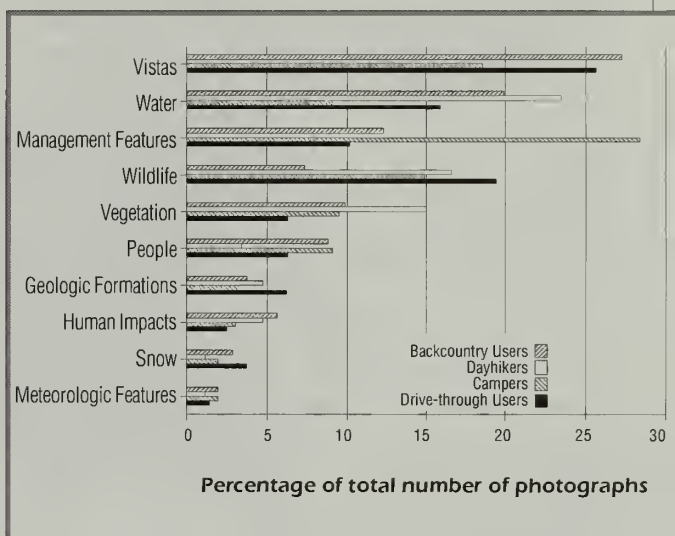 Vistas
Water
Management Features
Wildlife
Vegetation
People
Geologic Formations
Human Impacts
Snow
Meteorologic Features
Backcountry Users
Dayhikers
Campers
Drive-through Users
0 5 10 15 20 25 30
Percentage of total number of photographs